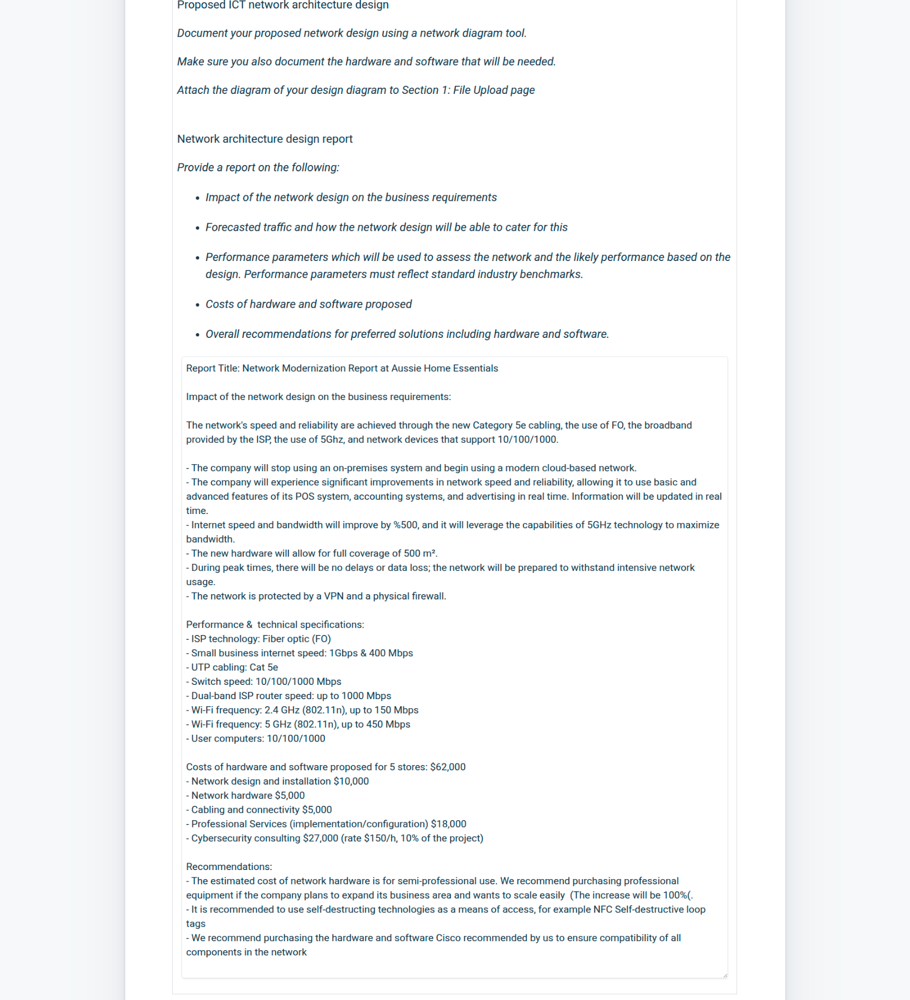 Proposed ICT network architecture design
Document your proposed network design using a network diagram tool.
Make sure you also document the hardware and software that will be needed.
Attach the diagram of your design diagram to Section 1: File Upload page
Network architecture design report
Provide a report on the following:
• Impact of the network design on the business requirements
• Forecasted traffic and how the network design will be able to cater for this
• Performance parameters which will be used to assess the network and the likely performance based on the
design. Performance parameters must reflect standard industry benchmarks.
• Costs of hardware and software proposed
• Overall recommendations for preferred solutions including hardware and software.
Report Title: Network Modernization Report at Aussie Home Essentials
Impact of the network design on the business requirements:
The network's speed and reliability are achieved through the new Category 5e cabling, the use of FO, the broadband
provided by the ISP, the use of 5Ghz, and network devices that support 10/100/1000.
- The company will stop using an on-premises system and begin using a modern cloud-based network.
- The company will experience significant improvements in network speed and reliability, allowing it to use basic and
advanced features of its POS system, accounting systems, and advertising in real time. Information will be updated in real
time.
- Internet speed and bandwidth will improve by %500, and it will leverage the capabilities of 5GHz technology to maximize
bandwidth.
- The new hardware will allow for full coverage of 500 m².
- During peak times, there will be no delays or data loss; the network will be prepared to withstand intensive network
usage.
- The network is protected by a VPN and a physical firewall.
Performance &  technical specifications:
- ISP technology: Fiber optic (FO)
- Small business internet speed: 1Gbps & 400 Mbps
- UTP cabling: Cat 5e
- Switch speed: 10/100/1000 Mbps
- Dual-band ISP router speed: up to 1000 Mbps
- Wi-Fi frequency: 2.4 GHz (802.11n), up to 150 Mbps
- Wi-Fi frequency: 5 GHz (802.11n), up to 450 Mbps
- User computers: 10/100/1000
Costs of hardware and software proposed for 5 stores: $62,000
- Network design and installation $10,000
- Network hardware $5,000
- Cabling and connectivity $5,000
- Professional Services (implementation/configuration) $18,000
- Cybersecurity consulting $27,000 (rate $150/h, 10% of the project)
Recommendations:
- The estimated cost of network hardware is for semi-professional use. We recommend purchasing professional
equipment if the company plans to expand its business area and wants to scale easily  (The increase will be 100%(.
- It is recommended to use self-destructing technologies as a means of access, for example NFC Self-destructive loop
tags
- We recommend purchasing the hardware and software Cisco recommended by us to ensure compatibility of all
components in the network